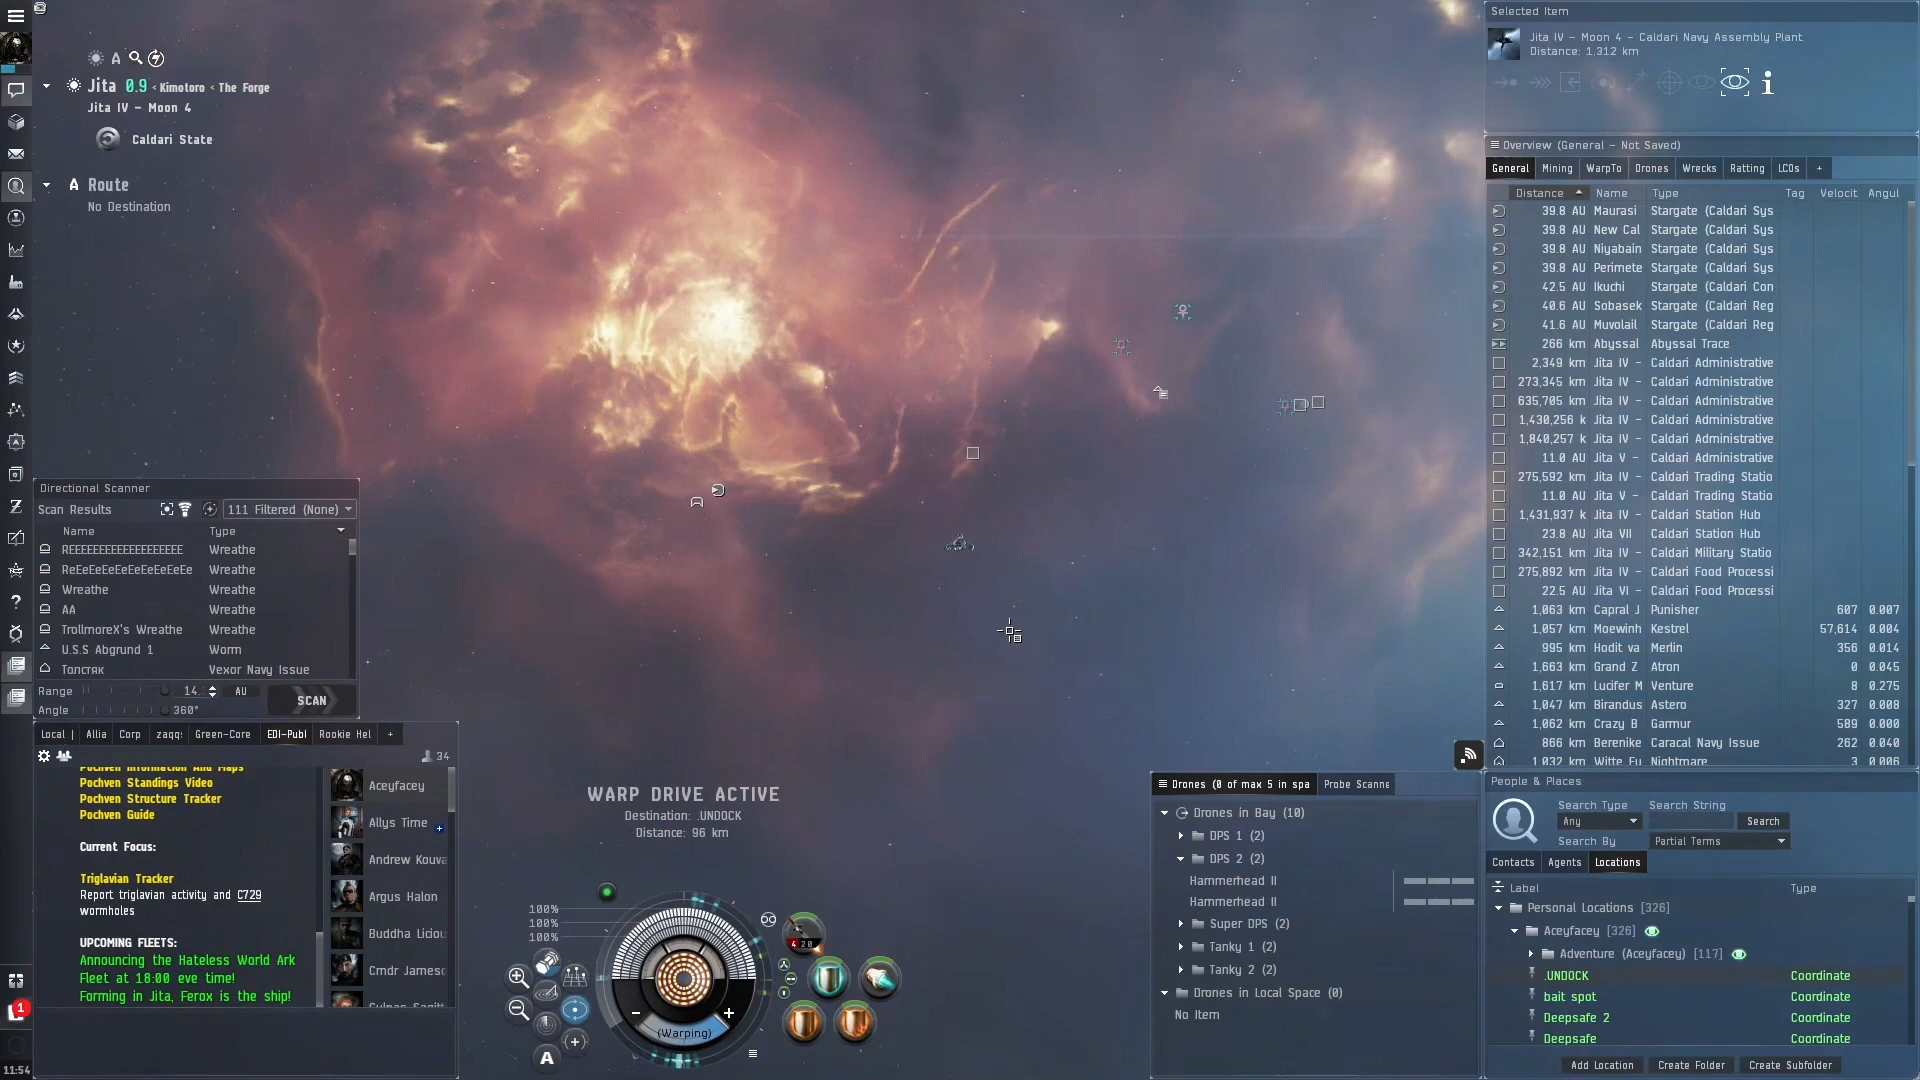 Jita 0.9 ‹ Kimotoro ‹ The Forge
Jita IV - Moon 4
Caldari State
A Route
No Destination
Directional Scanner
Scan Results
111 Filtered (None)
Name Type
REEEEEEEEEEEEEEEEEEE Wreathe
ReEeEeEeEeEeEeEeEeEe Wreathe
Wreathe Wreathe
AA Wreathe
TrollmoreX's Wreathe Wreathe
U.S.S Abgrund 1 Worm
Толстяк Vexor Navy Issue
Range 14. AU
Angle 360°
SCAN
Local Allia Corp zaqq: Green-Core EDI-Publ Rookie Hel +
34
Pochven Information And Maps
Pochven Standings Video
Pochven Structure Tracker
Pochven Guide
Current Focus:
Triglavian Tracker
Report triglavian activity and C729
wormholes
UPCOMING FLEETS:
Announcing the Hateless World Ark
Fleet at 18:00 eve time!
Forming in Jita, Ferox is the ship!
Aceyfacey
Allys Time
Andrew Kouva
Argus Halon
Buddha Liciou
Cmdr Jamesc
1
11:54
WARP DRIVE ACTIVE
Destination: .UNDOCK
Distance: 96 km
100%
100%
100%
4 20
(Warping)
A
Selected Item
Jita IV - Moon 4 - Caldari Navy Assembly Plant
Distance: 1,312 km
Overview (General - Not Saved)
General Mining WarpTo Drones Wrecks Ratting LCOs +
Distance Name Type Tag Velocit Angul
39.8 AU Maurasi Stargate (Caldari Sys
39.8 AU New Cal Stargate (Caldari Sys
39.8 AU Niyabain Stargate (Caldari Sys
39.8 AU Perimete Stargate (Caldari Sys
42.5 AU Ikuchi Stargate (Caldari Con
40.6 AU Sobasek Stargate (Caldari Reg
41.6 AU Muvolail Stargate (Caldari Reg
266 km Abyssal Abyssal Trace
2,349 km Jita IV - Caldari Administrative
273,345 km Jita IV - Caldari Administrative
635,705 km Jita IV - Caldari Administrative
1,430,256 k Jita IV - Caldari Administrative
1,840,257 k Jita IV - Caldari Administrative
11.0 AU Jita V - Caldari Administrative
275,592 km Jita IV - Caldari Trading Statio
11.0 AU Jita V - Caldari Trading Statio
1,431,937 k Jita IV - Caldari Station Hub
23.8 AU Jita VII Caldari Station Hub
342,151 km Jita IV - Caldari Military Statio
275,892 km Jita IV - Caldari Food Processi
22.5 AU Jita VI - Caldari Food Processi
1,063 km Capral J Punisher 607 0.007
1,057 km Moewinh Kestrel 57,614 0.004
995 km Hodit va Merlin 356 0.014
1,663 km Grand Z Atron 0 0.045
1,617 km Lucifer M Venture 8 0.275
1,047 km Birandus Astero 327 0.008
1,062 km Crazy B Garmur 589 0.000
866 km Berenike Caracal Navy Issue 262 0.040
1,032 km Witte Fu Nightmare 3 0.006
Drones (0 of max 5 in spa Probe Scanne
Drones in Bay (10)
DPS 1 (2)
DPS 2 (2)
Hammerhead II
Hammerhead II
Super DPS (2)
Tanky 1 (2)
Tanky 2 (2)
Drones in Local Space (0)
No Item
People & Places
Search Type Search String
Any Search
Search By Partial Terms
Contacts Agents Locations
Label Type
Personal Locations [326]
Aceyfacey [326]
Adventure (Aceyfacey) [117]
.UNDOCK Coordinate
bait spot Coordinate
Deepsafe 2 Coordinate
Deepsafe Coordinate
Add Location Create Folder Create Subfolder